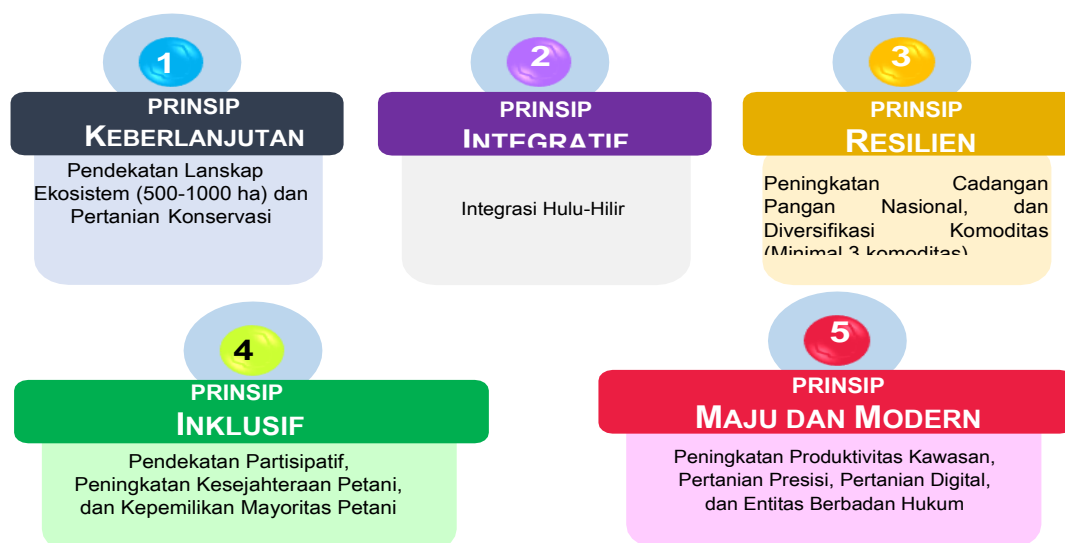 1
PRINSIP
KEBERLANJUTAN
Pendekatan Lanskap
Ekosistem (500-1000 ha) dan
Pertanian Konservasi
2
PRINSIP
INTEGRATIF
Integrasi Hulu-Hilir
3
PRINSIP
RESILIEN
Peningkatan Cadangan
Pangan Nasional, dan
Diversifikasi Komoditas
(Minimal 3 komoditas)
4
PRINSIP
INKLUSIF
Pendekatan Partisipatif,
Peningkatan Kesejahteraan Petani,
dan Kepemilikan Mayoritas Petani
5
PRINSIP
MAJU DAN MODERN
Peningkatan Produktivitas Kawasan,
Pertanian Presisi, Pertanian Digital,
dan Entitas Berbadan Hukum